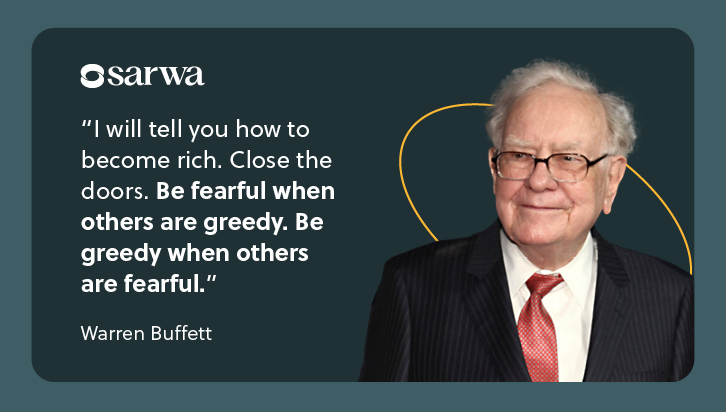 sarwa
“I will tell you how to
become rich. Close the
doors. Be fearful when
others are greedy. Be
greedy when others
are fearful.”
Warren Buffett